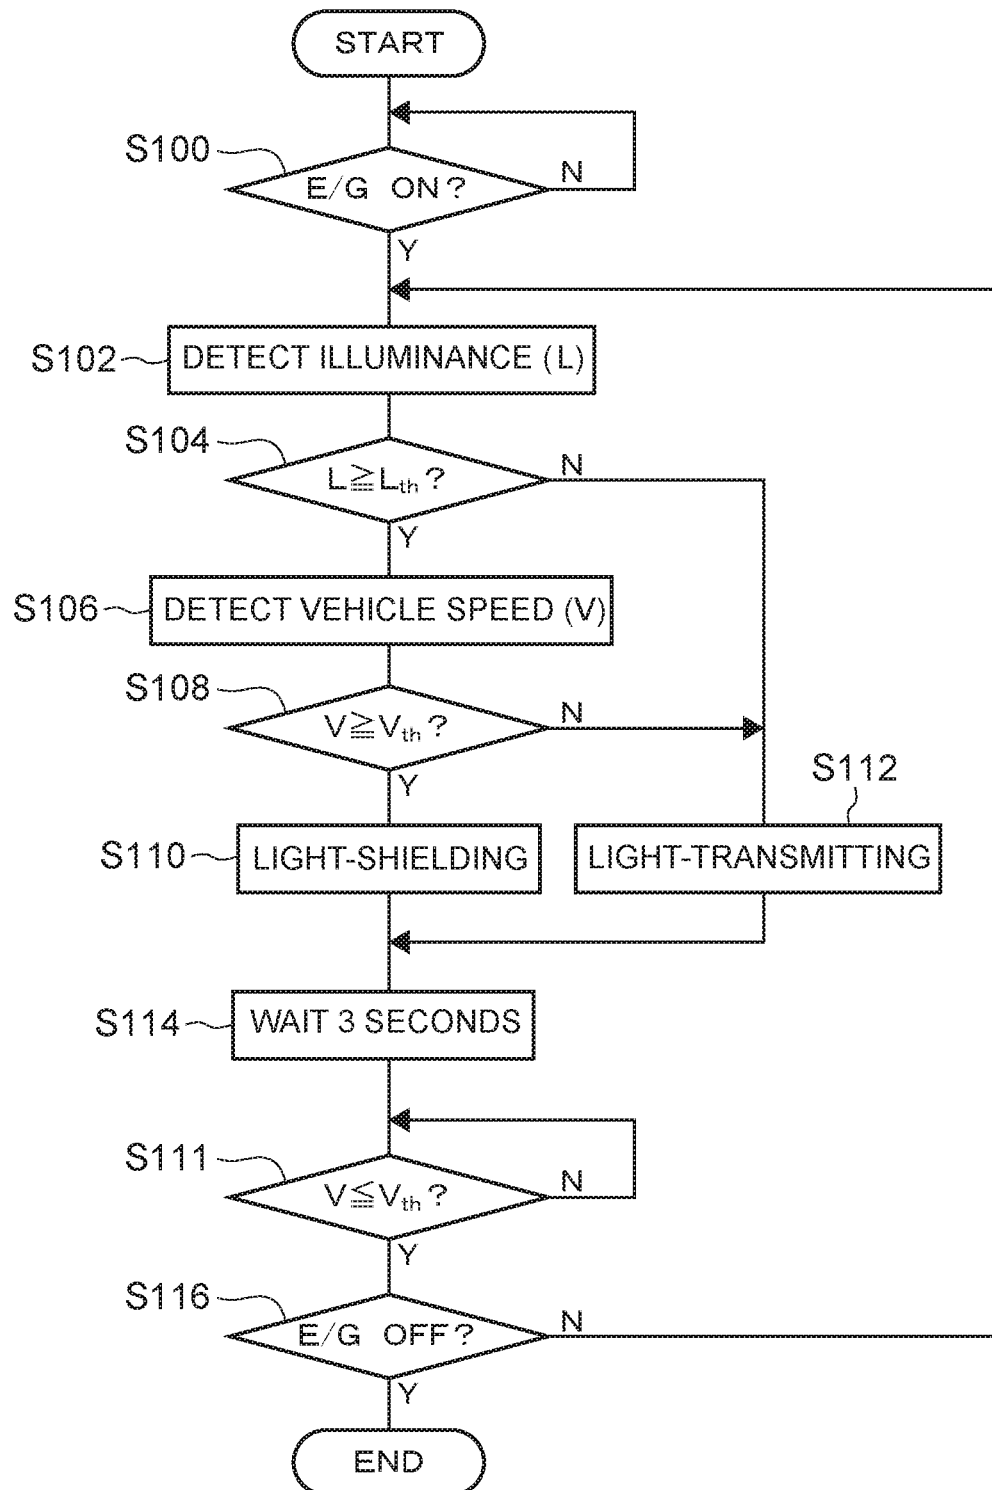 START
S100
E/G ON?
N
Y
S102
DETECT ILLUMINANCE (L)
S104
L≧Lth?
N
Y
S106
DETECT VEHICLE SPEED (V)
S108
V≧Vth?
N
Y
S112
S110
LIGHT-SHIELDING
LIGHT-TRANSMITTING
S114
WAIT 3 SECONDS
S111
V≦Vth?
N
Y
S116
E/G OFF?
N
Y
END